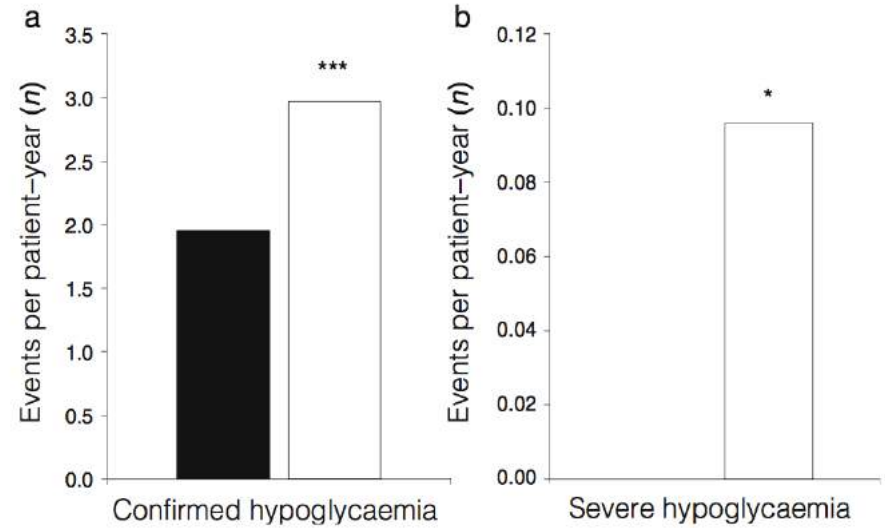 a
Events per patient–year (n)
3.5
3.0
2.5
2.0
1.5
1.0
0.5
0.0
***
Confirmed hypoglycaemia
b
Events per patient–year (n)
0.12
0.10
0.08
0.06
0.04
0.02
0.00
*
Severe hypoglycaemia